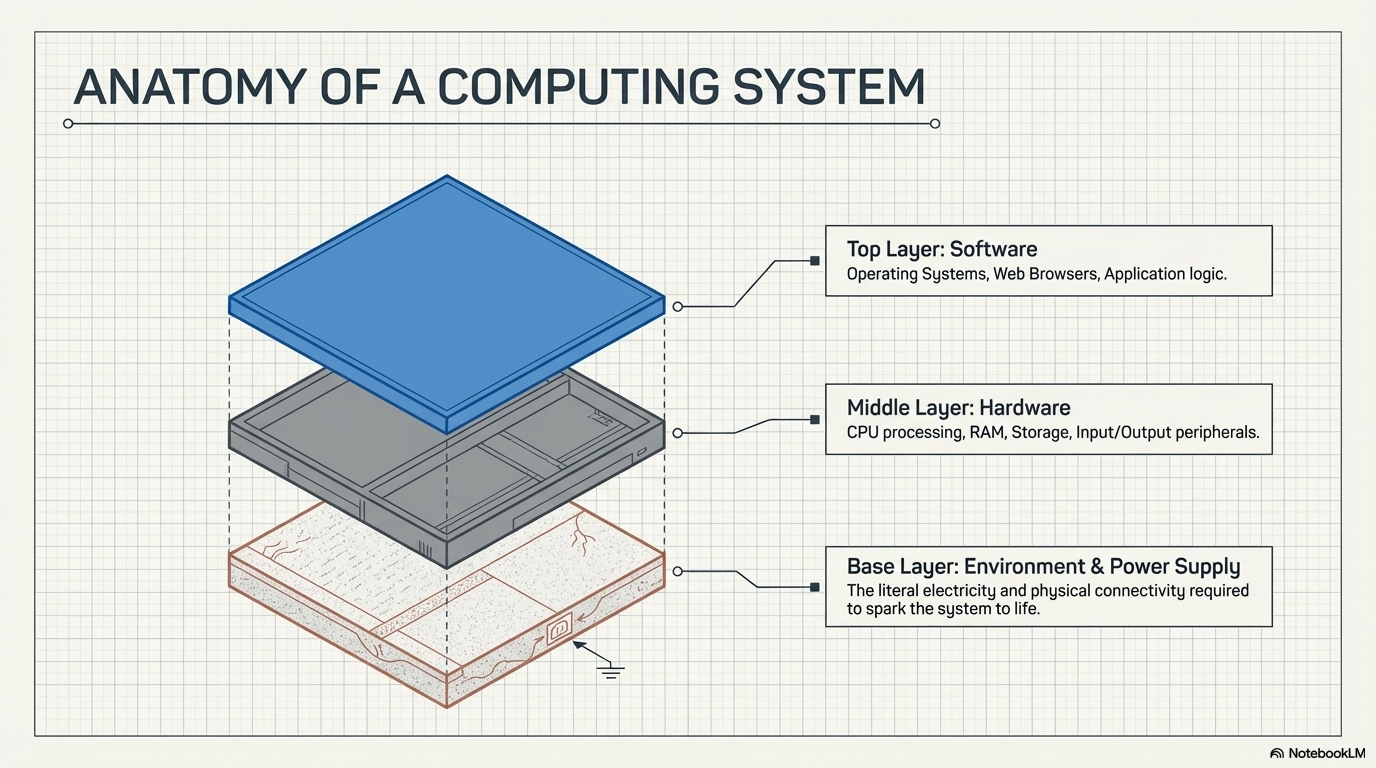 ANATOMY OF A COMPUTING SYSTEM
Top Layer: Software
Operating Systems, Web Browsers, Application logic.
Middle Layer: Hardware
CPU processing, RAM, Storage, Input/Output peripherals.
Base Layer: Environment & Power Supply
The literal electricity and physical connectivity required
to spark the system to life.
NotebookLM